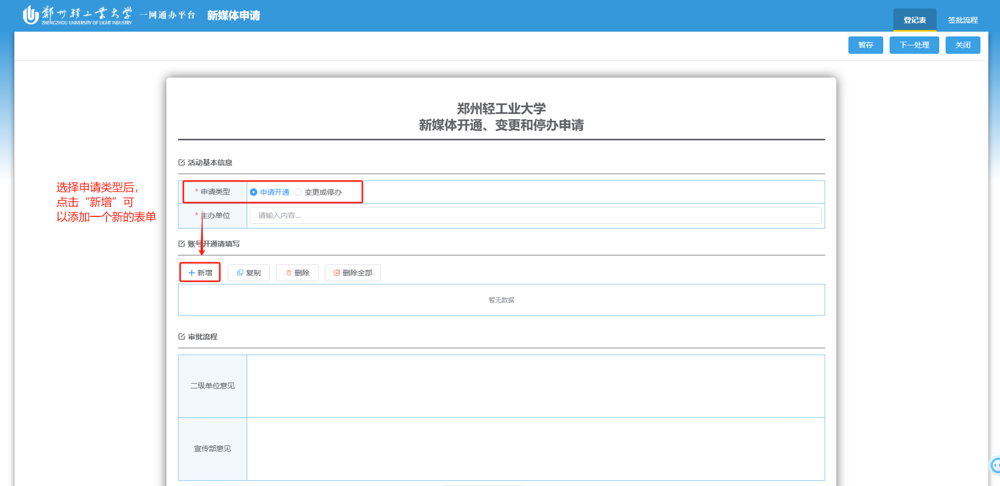 郑州轻工业大学
ZHENGZHOU UNIVERSITY OF LIGHT INDUSTRY
一网通办平台
新媒体申请
登记表
签批流程
暂存
下一处理
关闭
郑州轻工业大学
新媒体开通、变更和停办申请
活动基本信息
选择申请类型后，
点击“新增”可
以添加一个新的表单
* 申请类型
申请开通
变更或停办
* 主办单位
请输入内容...
账号开通请填写
新增
复制
删除
删除全部
暂无数据
审批流程
二级单位意见
宣传部意见